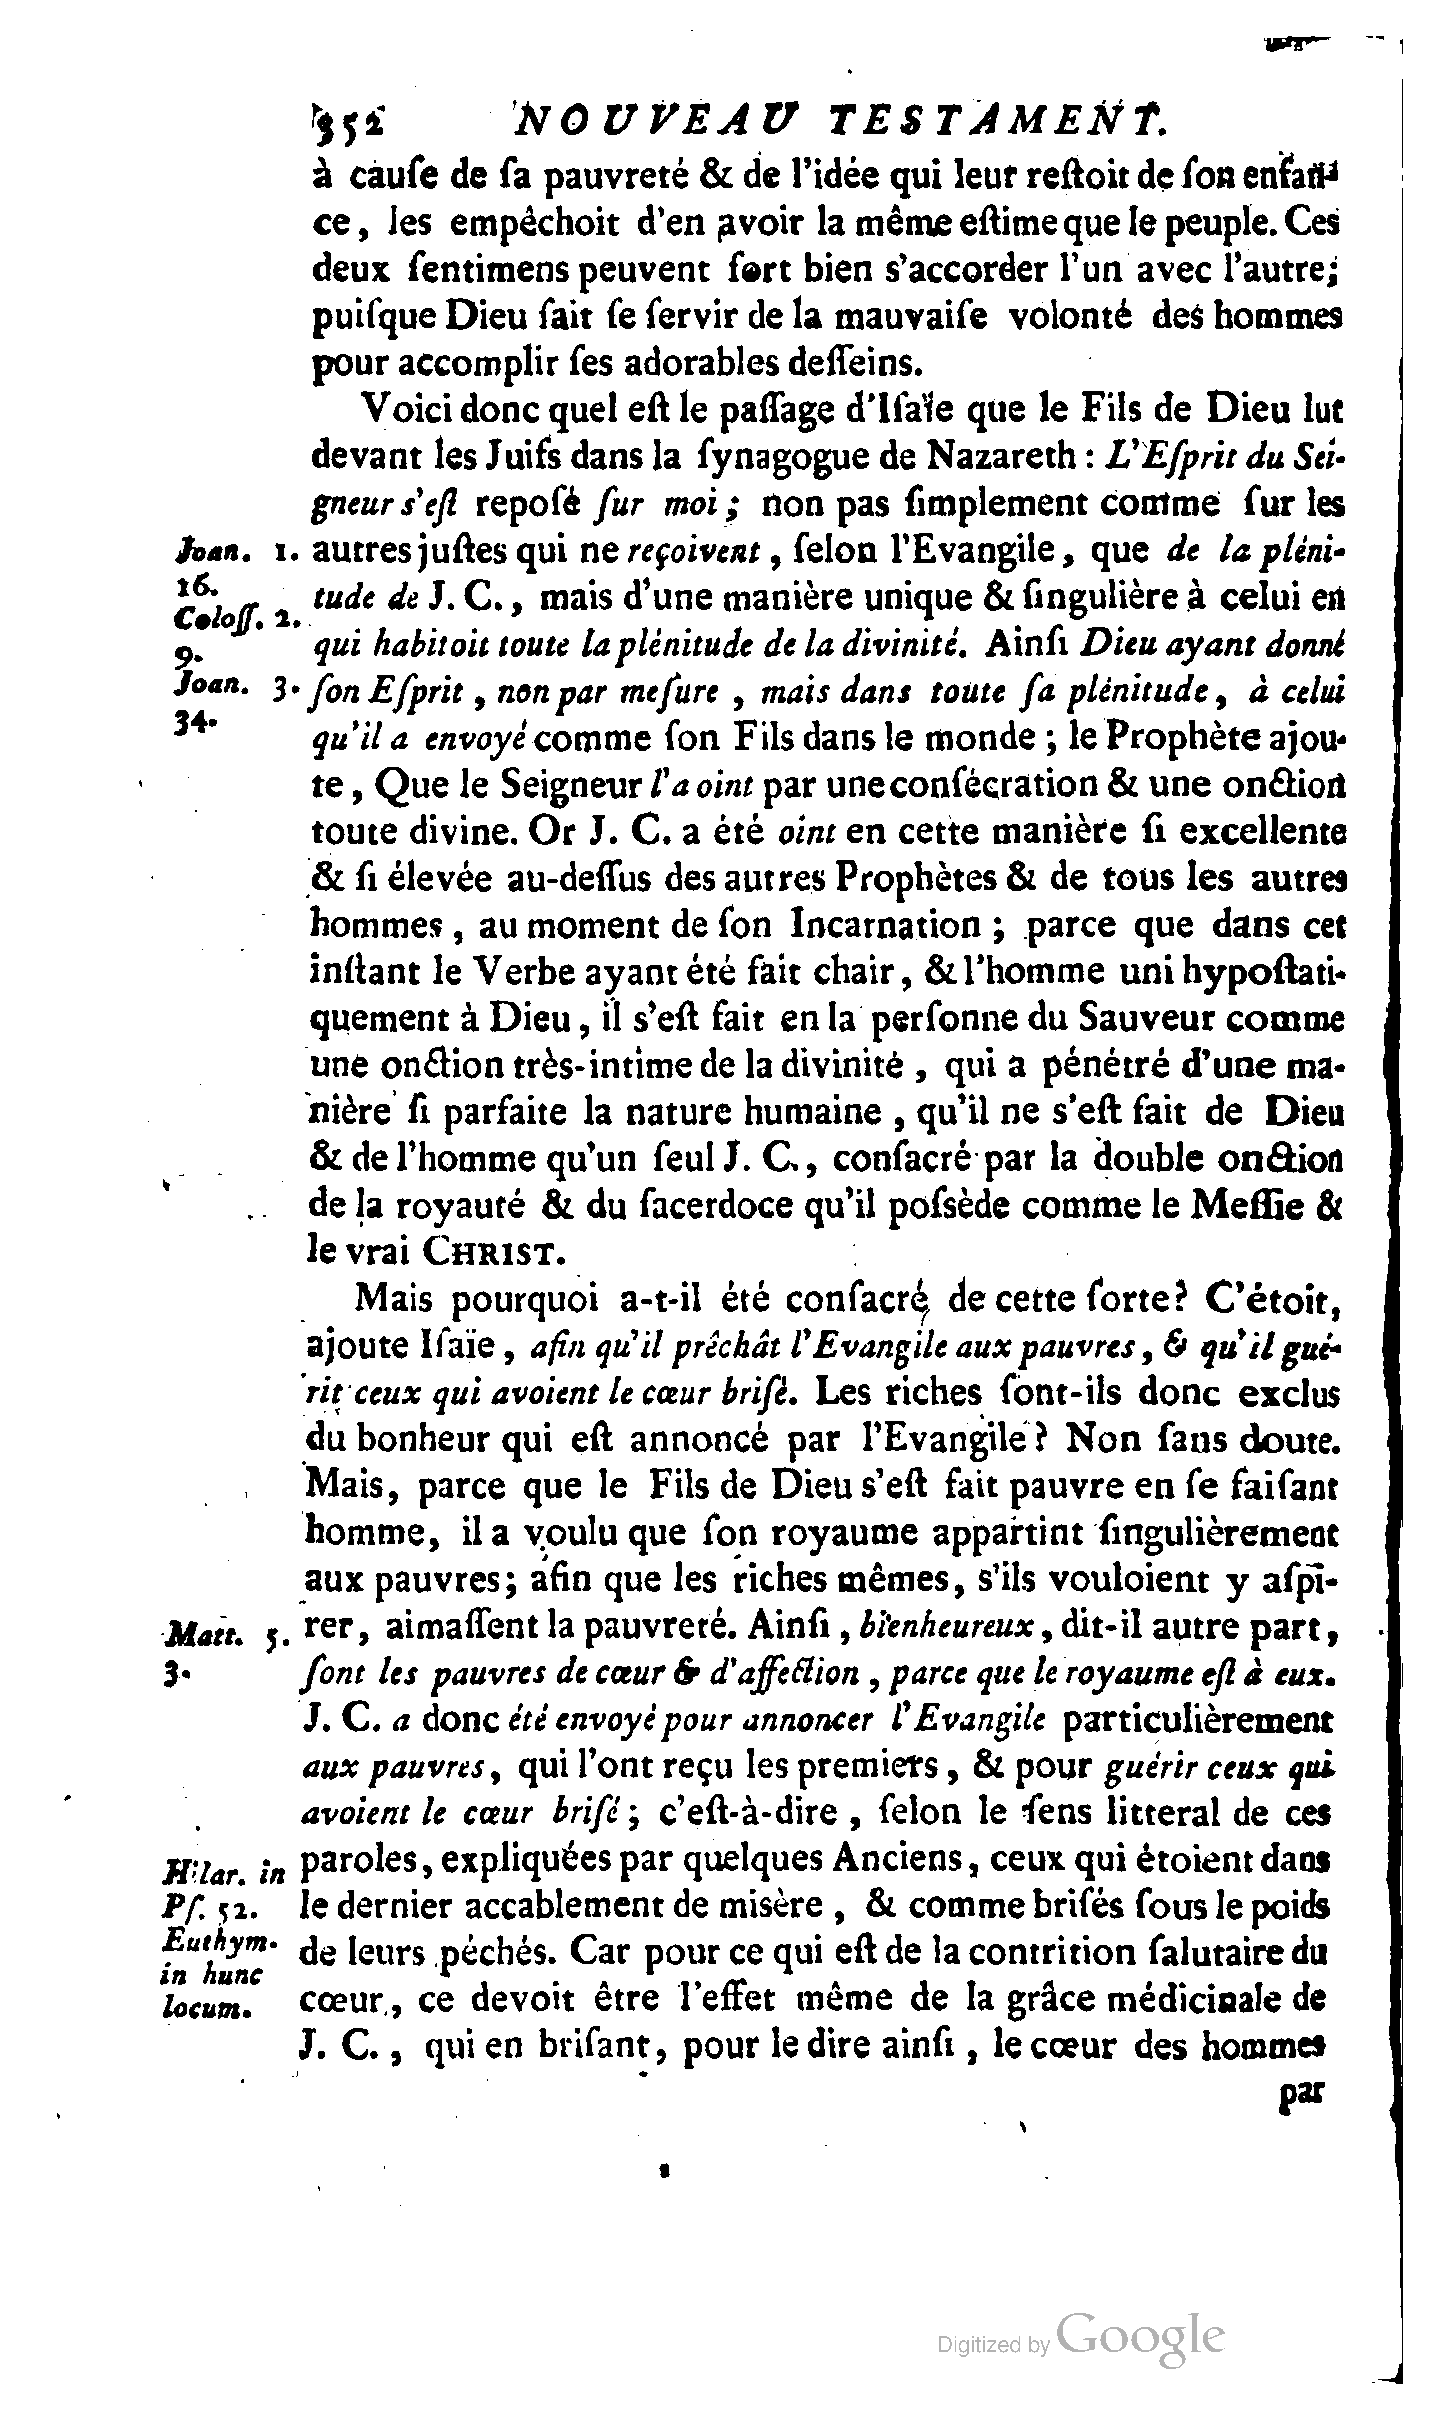 352 NOUVEAU TESTAMENT.
à cauſe de ſa pauvreté & de l'idée qui leur reſtoit de ſon enfan-
ce, les empêchoit d'en avoir la même eſtime que le peuple. Ces
deux ſentimens peuvent fort bien s'accorder l'un avec l'autre;
puiſque Dieu fait ſe ſervir de la mauvaiſe volonté des hommes
pour accomplir ſes adorables deſſeins.
Voici donc quel eſt le paſſage d'Iſaïe que le Fils de Dieu lut
devant les Juifs dans la ſynagogue de Nazareth : L'Eſprit du Sei-
gneur s'eſt repoſé ſur moi ; non pas ſimplement comme ſur les
Joan. 1. autres juſtes qui ne reçoivent, ſelon l'Evangile, que de la pléni-
16.
Coloſſ. 2. tude de J. C., mais d'une manière unique & ſingulière à celui en
9. qui habitoit toute la plénitude de la divinité. Ainſi Dieu ayant donné
Joan. 3. ſon Eſprit, non par meſure, mais dans toute ſa plénitude, à celui
34. qu'il a envoyé comme ſon Fils dans le monde ; le Prophète ajou-
te, Que le Seigneur l'a oint par une conſécration & une onction
toute divine. Or J. C. a été oint en cette manière ſi excellente
& ſi élevée au-deſſus des autres Prophètes & de tous les autres
hommes, au moment de ſon Incarnation ; parce que dans cet
inſtant le Verbe ayant été fait chair, & l'homme uni hypoſtati-
quement à Dieu, il s'eſt fait en la perſonne du Sauveur comme
une onction très-intime de la divinité, qui a pénétré d'une ma-
nière ſi parfaite la nature humaine, qu'il ne s'eſt fait de Dieu
& de l'homme qu'un ſeul J. C., conſacré par la double onction
de la royauté & du ſacerdoce qu'il poſsède comme le Meſſie &
le vrai CHRIST.
Mais pourquoi a-t-il été conſacré de cette ſorte? C'étoit,
ajoute Iſaïe, afin qu'il prêchât l'Evangile aux pauvres, & qu'il gué-
rit ceux qui avoient le cœur briſé. Les riches ſont-ils donc exclus
du bonheur qui eſt annoncé par l'Evangile? Non ſans doute.
Mais, parce que le Fils de Dieu s'eſt fait pauvre en ſe faiſant
homme, il a voulu que ſon royaume appartint ſingulièrement
aux pauvres; afin que les riches mêmes, s'ils vouloient y aſpi-
Matt. 5. rer, aimaſſent la pauvreté. Ainſi, bienheureux, dit-il autre part,
3. ſont les pauvres de cœur & d'affection, parce que le royaume eſt à eux.
J. C. a donc été envoyé pour annoncer l'Evangile particulièrement
aux pauvres, qui l'ont reçu les premiers, & pour guérir ceux qui
avoient le cœur briſé ; c'eſt-à-dire, ſelon le ſens litteral de ces
Hilar. in paroles, expliquées par quelques Anciens, ceux qui étoient dans
Pſ. 52. le dernier accablement de misère, & comme briſés ſous le poids
Euthym. de leurs péchés. Car pour ce qui eſt de la contrition ſalutaire du
in hunc
locum. cœur, ce devoit être l'effet même de la grâce médicinale de
J. C., qui en briſant, pour le dire ainſi, le cœur des hommes
par
Digitized by Google